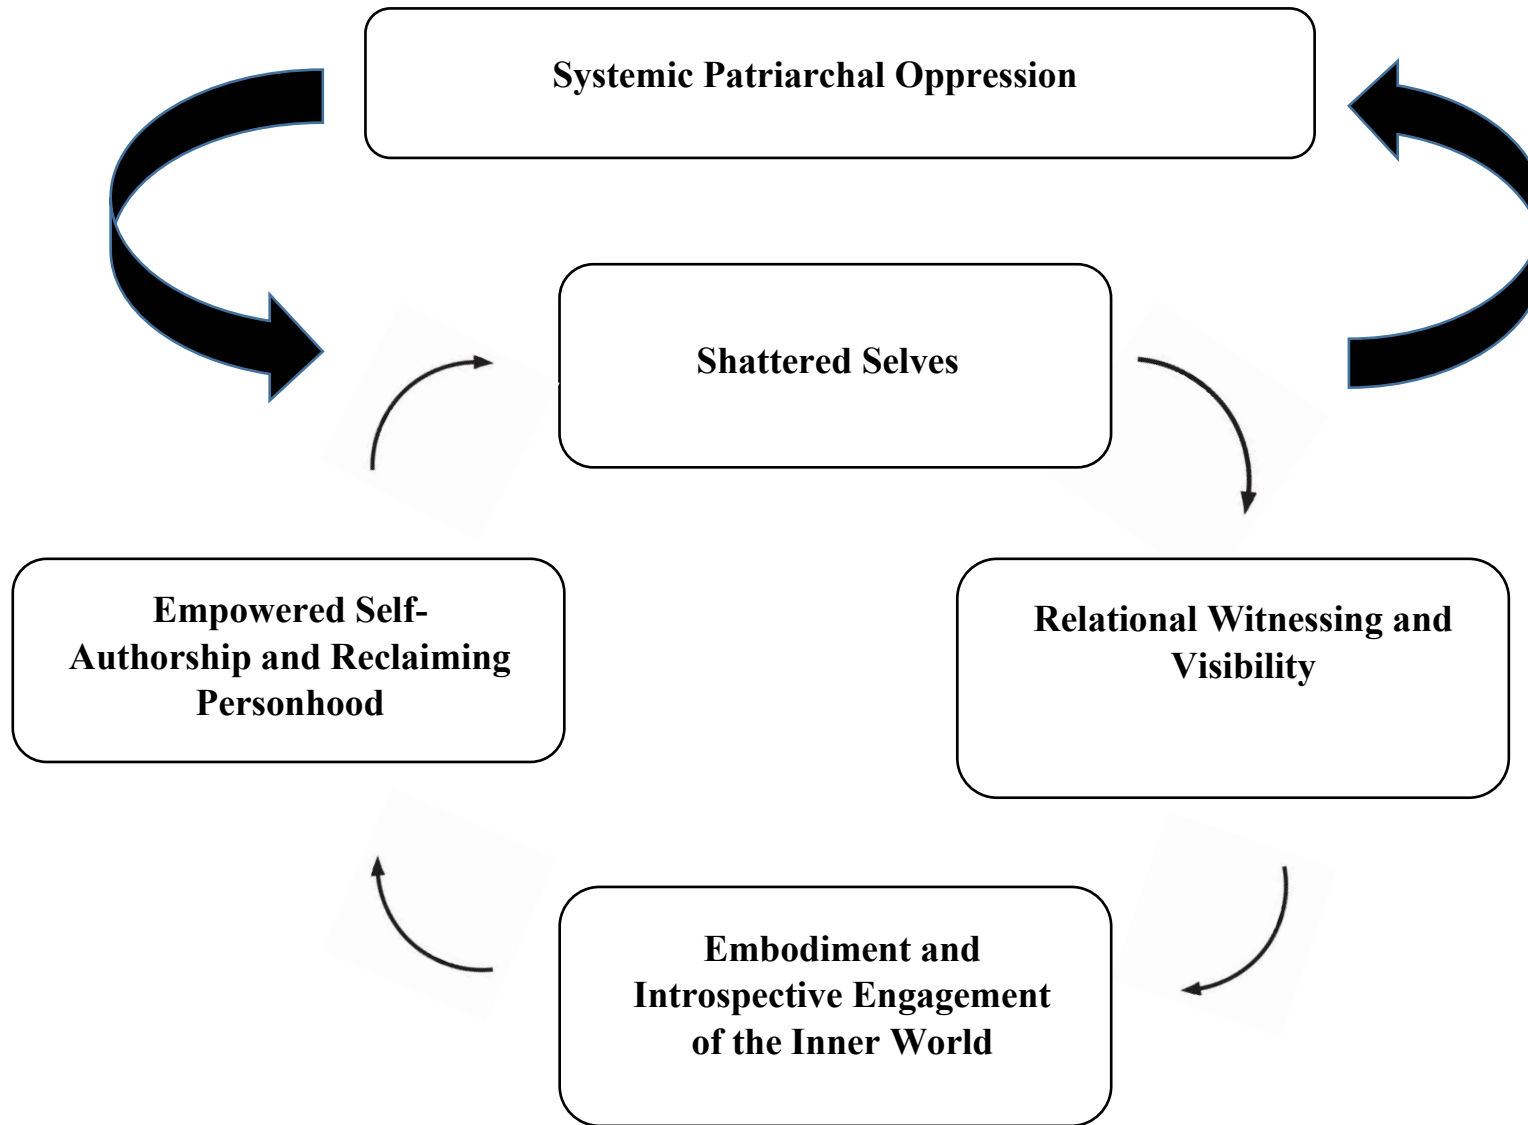 Systemic Patriarchal Oppression
Shattered Selves
Empowered Self-
Authorship and Reclaiming
Personhood
Relational Witnessing and
Visibility
Embodiment and
Introspective Engagement
of the Inner World